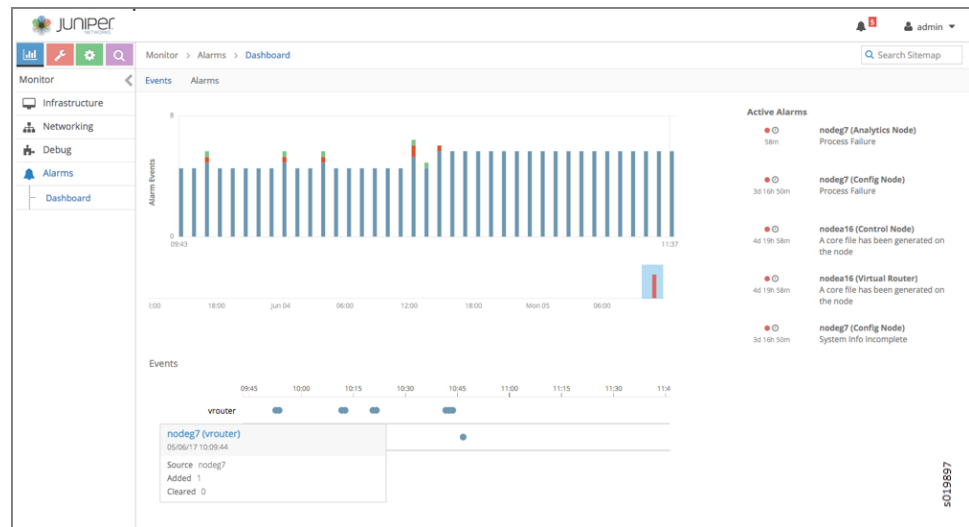 JUNIPER
NETWORKS
5
admin
Monitor > Alarms > Dashboard
Search Sitemap
Monitor
Events Alarms
Infrastructure
Networking
Debug
Alarms
Dashboard
8
Alarm Events
0
09:43 11:37
:00 18:00 Jun 04 06:00 12:00 18:00 Mon 05 06:00
Active Alarms
nodeg7 (Analytics Node)
58m Process Failure
nodeg7 (Config Node)
3d 16h 50m Process Failure
nodea16 (Control Node)
4d 19h 58m A core file has been generated on
the node
nodea16 (Virtual Router)
4d 19h 58m A core file has been generated on
the node
nodeg7 (Config Node)
3d 16h 50m System Info Incomplete
Events
09:45 10:00 10:15 10:30 10:45 11:00 11:15 11:30 11:4
vrouter
nodeg7 (vrouter)
05/06/17 10:09:44
Source nodeg7
Added 1
Cleared 0
s019897